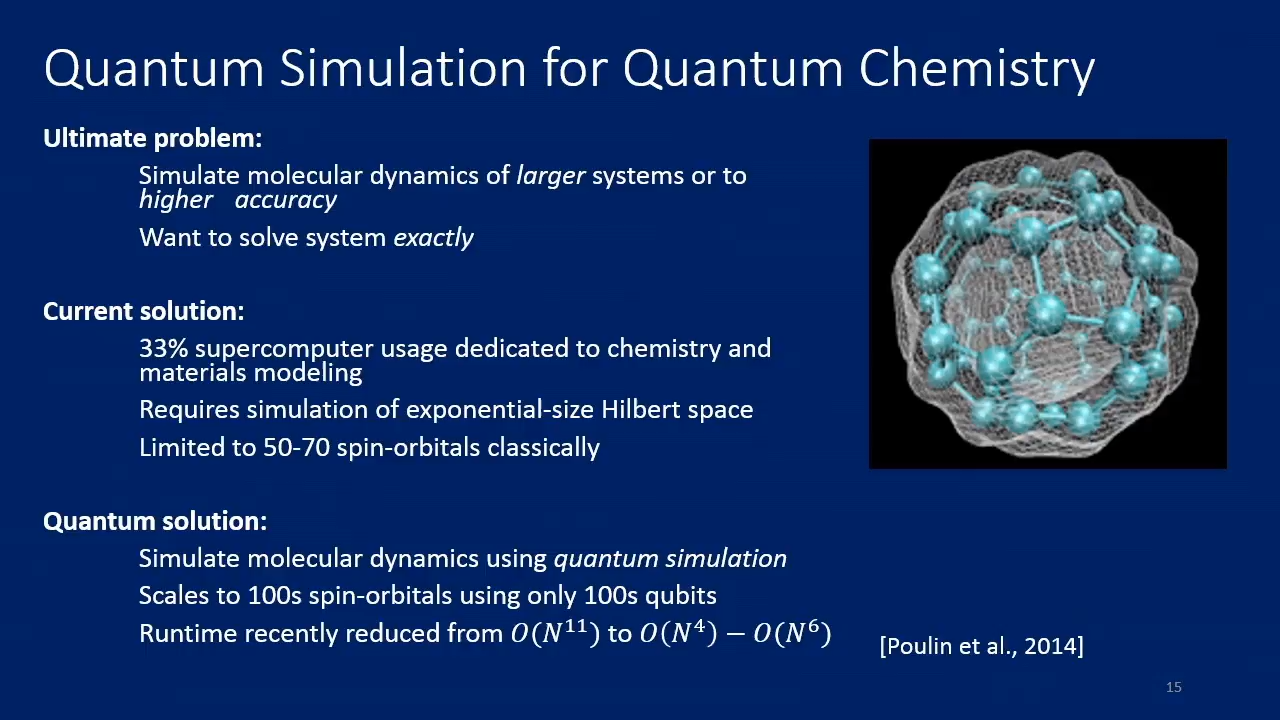 Quantum Simulation for Quantum Chemistry
Ultimate problem:
Simulate molecular dynamics of larger systems or to
higher accuracy
Want to solve system exactly
Current solution:
33% supercomputer usage dedicated to chemistry and
materials modeling
Requires simulation of exponential-size Hilbert space
Limited to 50-70 spin-orbitals classically
Quantum solution:
Simulate molecular dynamics using quantum simulation
Scales to 100s spin-orbitals using only 100s qubits
Runtime recently reduced from O(N¹¹) to O(N⁴) − O(N⁶)
[Poulin et al., 2014]
15